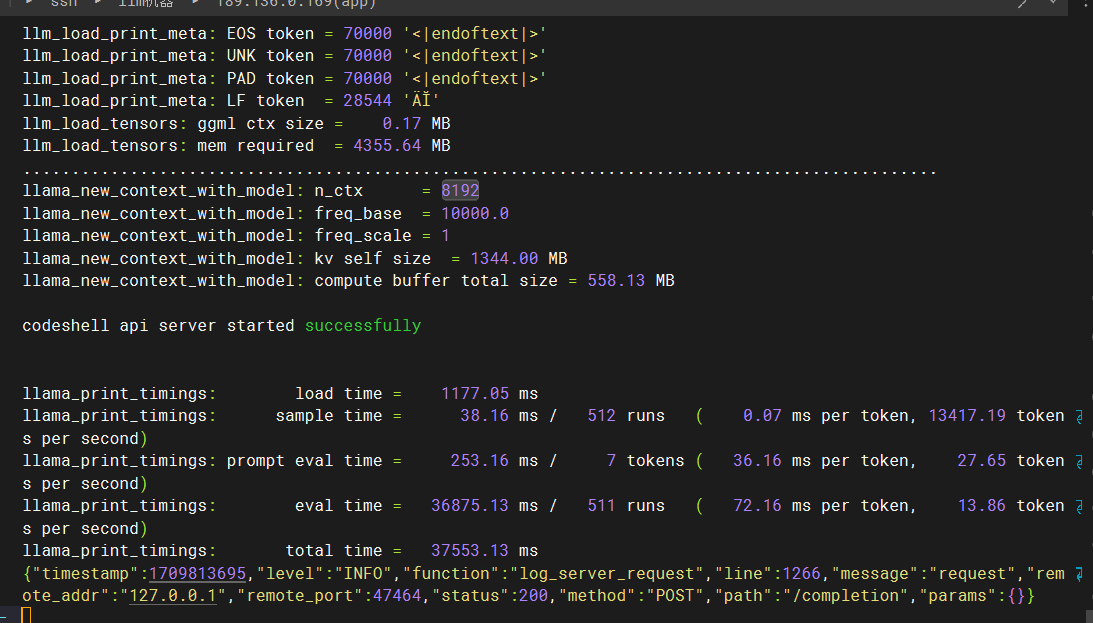 ssh llm机器 189.136.0.169(app)
llm_load_print_meta: EOS token = 70000 '<|endoftext|>'
llm_load_print_meta: UNK token = 70000 '<|endoftext|>'
llm_load_print_meta: PAD token = 70000 '<|endoftext|>'
llm_load_print_meta: LF token  = 28544 'ÄĬ'
llm_load_tensors: ggml ctx size =    0.17 MB
llm_load_tensors: mem required  = 4355.64 MB
..............................................................................................
llama_new_context_with_model: n_ctx      = 8192
llama_new_context_with_model: freq_base  = 10000.0
llama_new_context_with_model: freq_scale = 1
llama_new_context_with_model: kv self size  = 1344.00 MB
llama_new_context_with_model: compute buffer total size = 558.13 MB
codeshell api server started successfully
llama_print_timings:        load time =    1177.05 ms
llama_print_timings:      sample time =      38.16 ms /   512 runs   (    0.07 ms per token, 13417.19 token
s per second)
llama_print_timings: prompt eval time =     253.16 ms /     7 tokens (   36.16 ms per token,    27.65 token
s per second)
llama_print_timings:        eval time =   36875.13 ms /   511 runs   (   72.16 ms per token,    13.86 token
s per second)
llama_print_timings:       total time =   37553.13 ms
{"timestamp":1709813695,"level":"INFO","function":"log_server_request","line":1266,"message":"request","rem
ote_addr":"127.0.0.1","remote_port":47464,"status":200,"method":"POST","path":"/completion","params":{}}